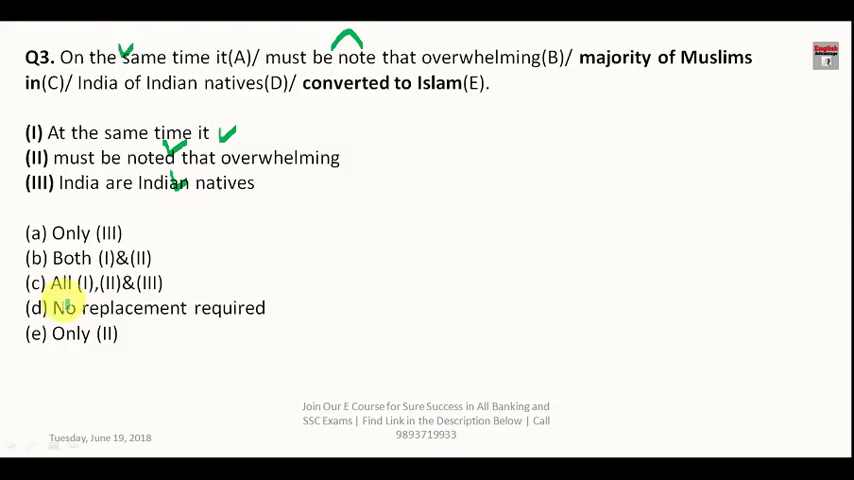 Q3. On the same time it(A)/ must be note that overwhelming(B)/ majority of Muslims
in(C)/ India of Indian natives(D)/ converted to Islam(E).
(I) At the same time it
(II) must be noted that overwhelming
(III) India are Indian natives
(a) Only (III)
(b) Both (I)&(II)
(c) All (I),(II)&(III)
(d) No replacement required
(e) Only (II)
English
Join Our E Course for Sure Success in All Banking and
SSC Exams | Find Link in the Description Below | Call
9893719933
Tuesday, June 19, 2018